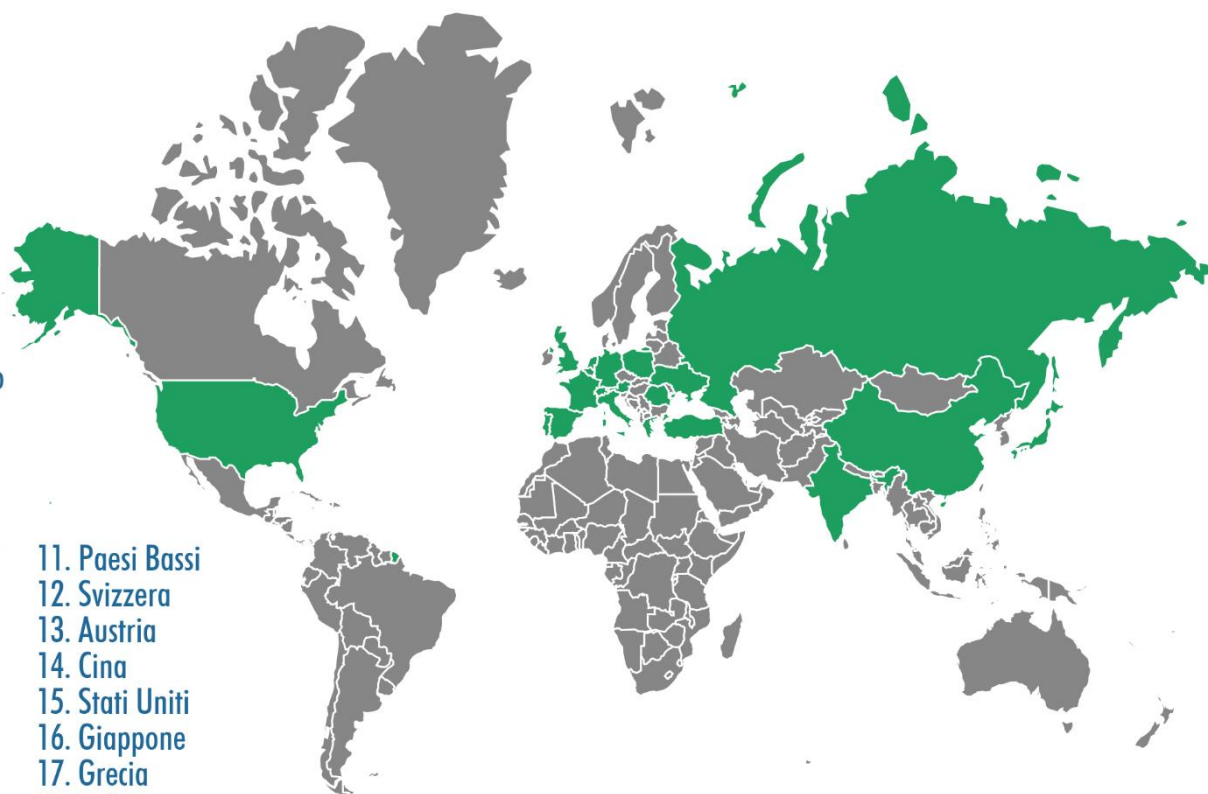 11. Paesi Bassi
12. Svizzera
13. Austria
14. Cina
15. Stati Uniti
16. Giappone
17. Grecia